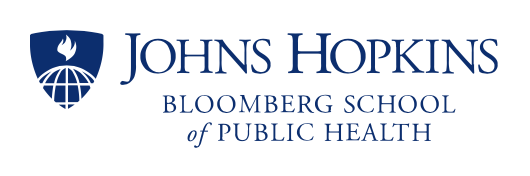 JOHNS HOPKINS
BLOOMBERG SCHOOL
of PUBLIC HEALTH